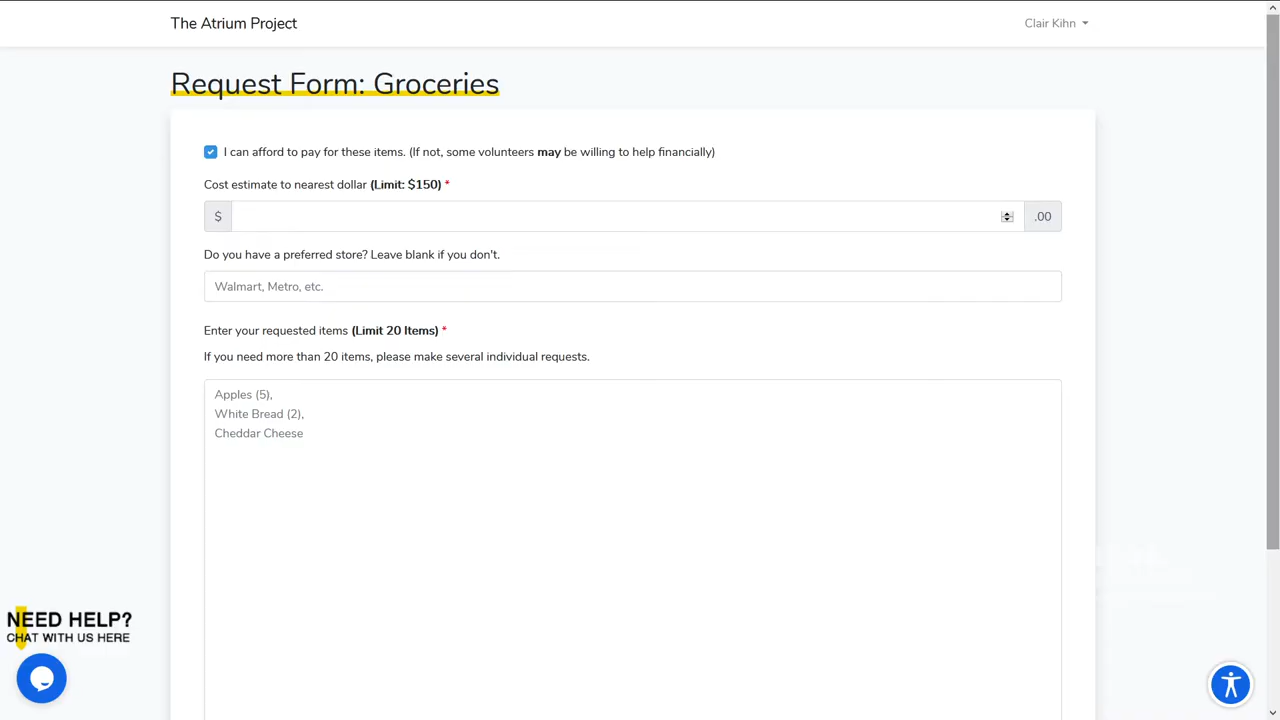 The Atrium Project
Clair Kihn
Request Form: Groceries
I can afford to pay for these items. (If not, some volunteers may be willing to help financially)
Cost estimate to nearest dollar (Limit: $150) *
$ .00
Do you have a preferred store? Leave blank if you don't.
Walmart, Metro, etc.
Enter your requested items (Limit 20 Items) *
If you need more than 20 items, please make several individual requests.
Apples (5),
White Bread (2),
Cheddar Cheese
NEED HELP?
CHAT WITH US HERE